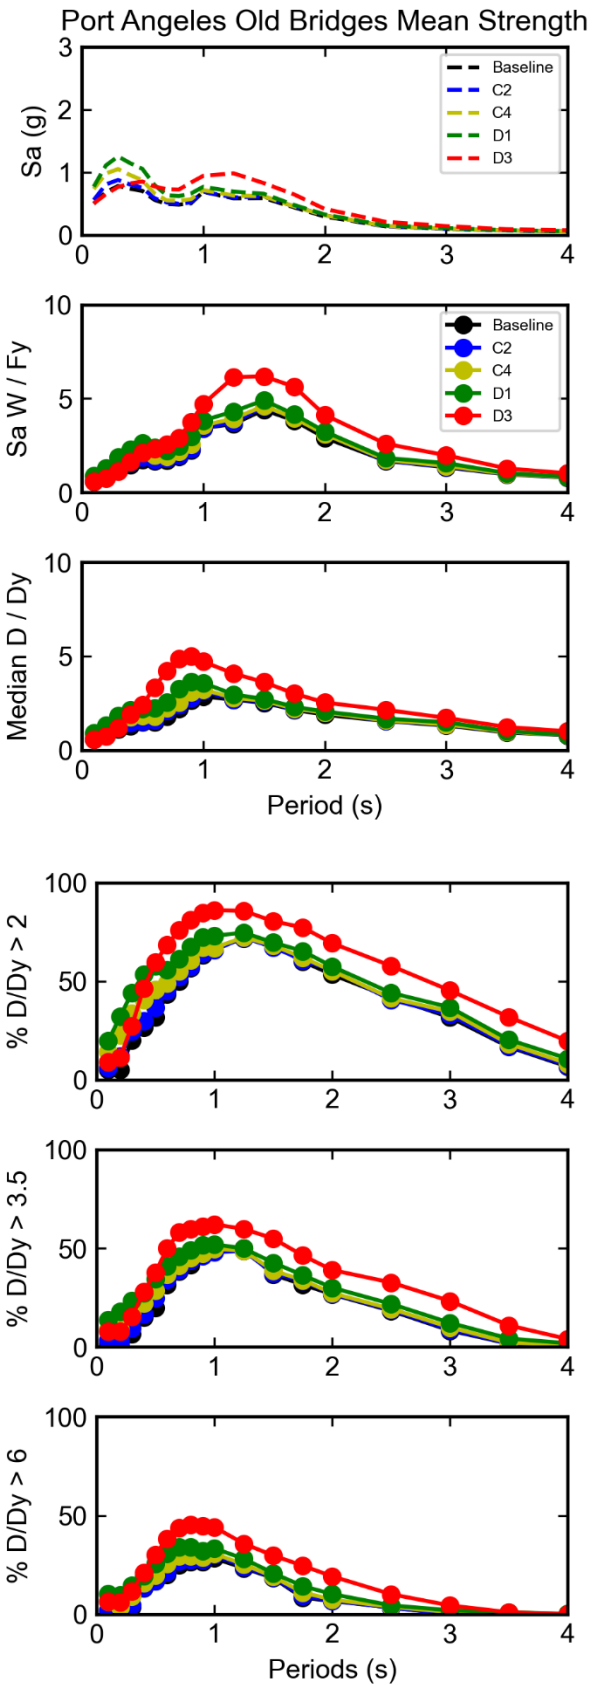 Port Angeles Old Bridges Mean Strength
Sa (g)
3
2
1
0
Baseline
C2
C4
D1
D3
0 1 2 3 4
Sa W / Fy
10
5
0
Baseline
C2
C4
D1
D3
0 1 2 3 4
Median D / Dy
10
5
0
0 1 2 3 4
Period (s)
% D/Dy > 2
100
50
0
0 1 2 3 4
% D/Dy > 3.5
100
50
0
0 1 2 3 4
% D/Dy > 6
100
50
0
0 1 2 3 4
Periods (s)